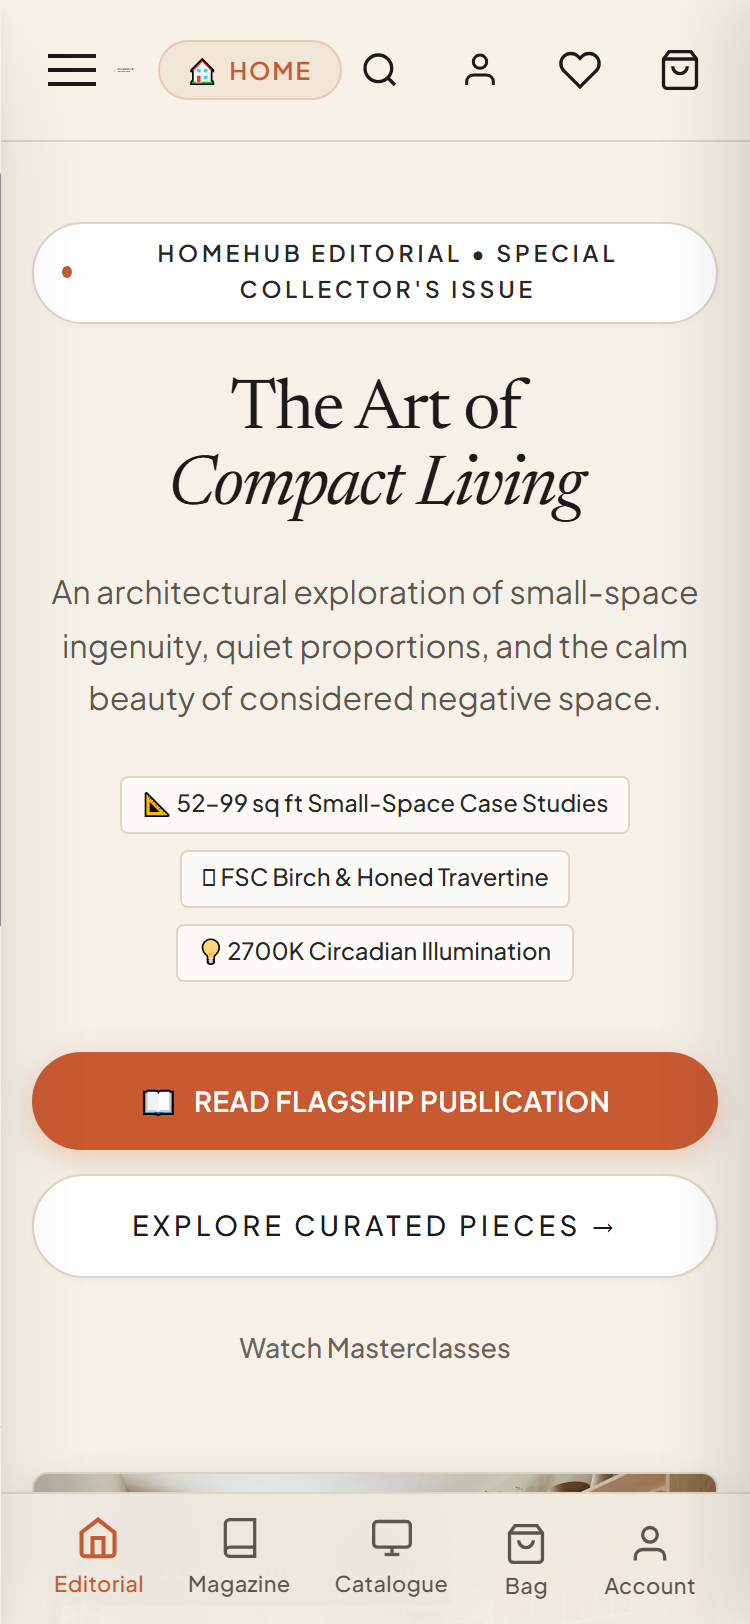 HOME
HOMEHUB EDITORIAL • SPECIAL
COLLECTOR'S ISSUE
The Art of
Compact Living
An architectural exploration of small-space
ingenuity, quiet proportions, and the calm
beauty of considered negative space.
52–99 sq ft Small-Space Case Studies
FSC Birch & Honed Travertine
2700K Circadian Illumination
READ FLAGSHIP PUBLICATION
EXPLORE CURATED PIECES →
Watch Masterclasses
Editorial Magazine Catalogue Bag Account